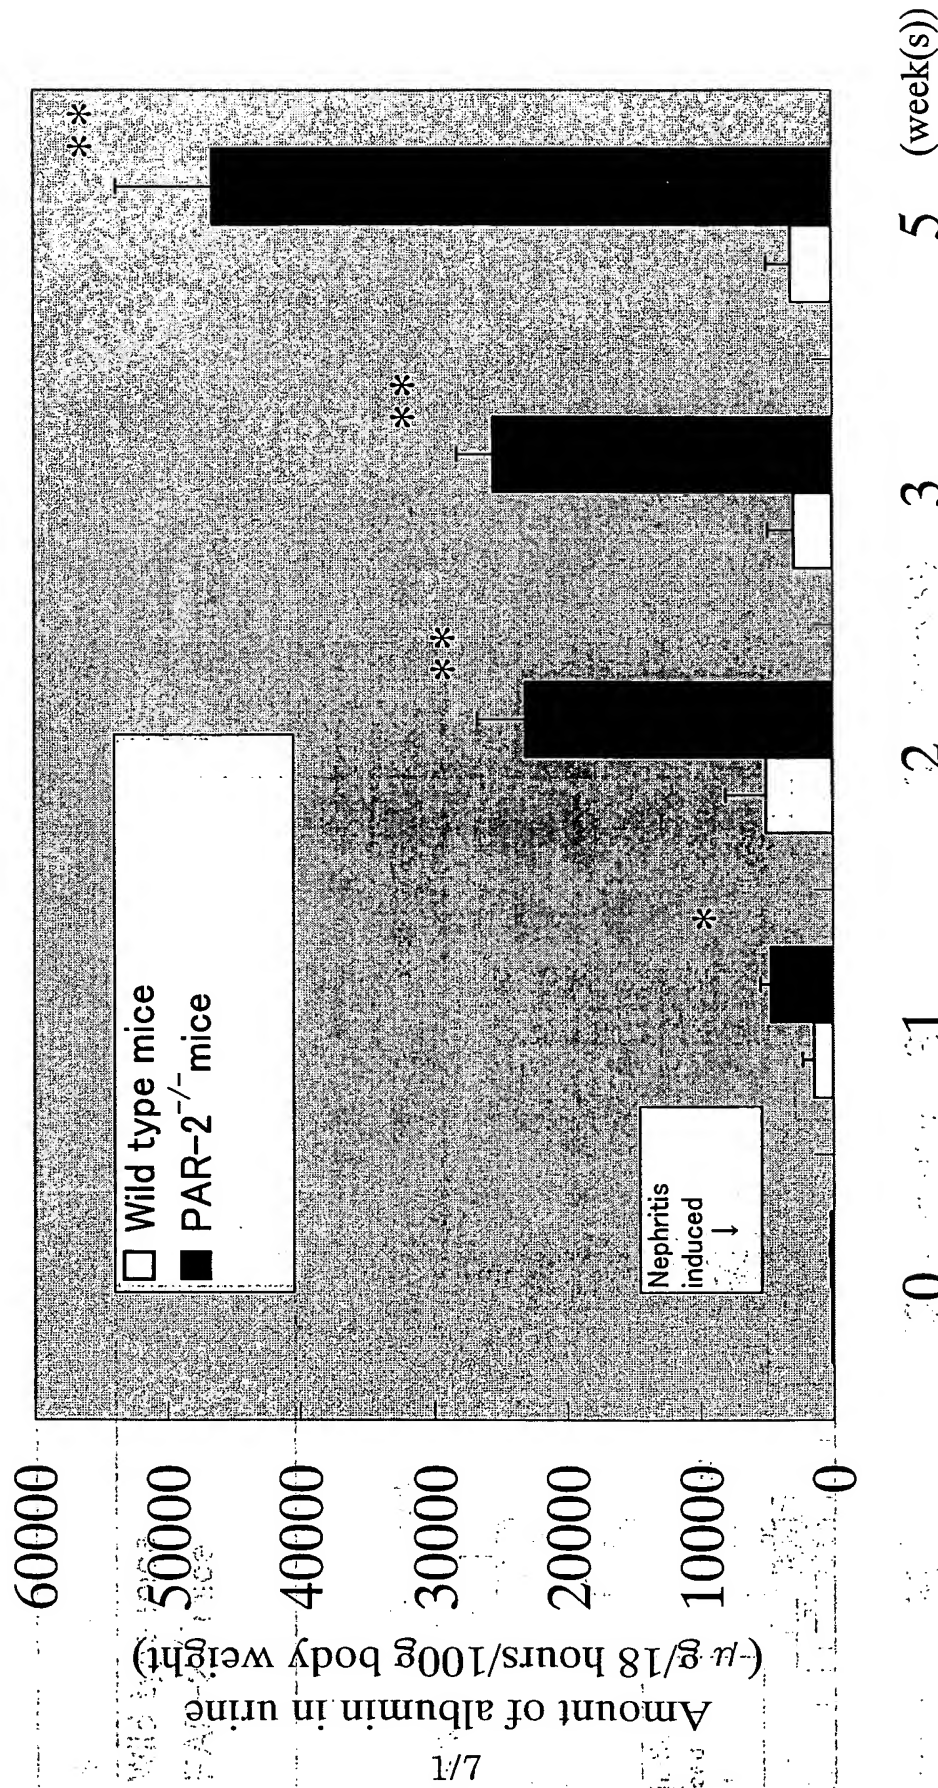 Amount of albumin in urine
(μg/18 hours/100g body weight)
60000
50000
40000
30000
20000
10000
0
□ Wild type mice
■ PAR-2⁻/⁻ mice
Nephritis
induced
↓
*
**
**
**
0 1 2 3 5 (week(s))
1/7